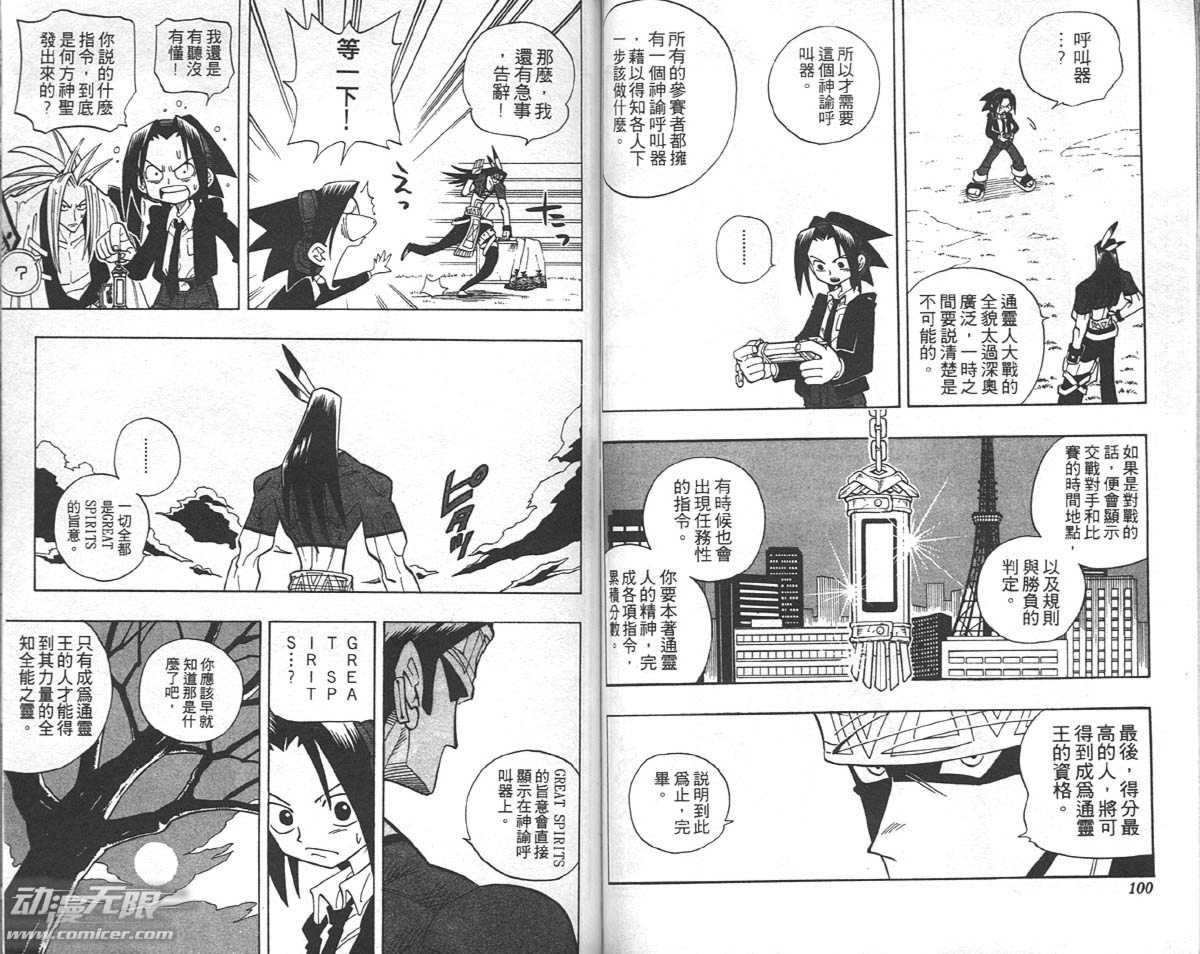 呼叫器
…?
通靈人大戰的
全貌太過深奧
廣泛，一時之
間要說清楚是
不可能的。
所以才需要
這個神諭呼
叫器。
………
所有的參賽者都擁
有一個神諭呼叫器
，藉以得知各人下
一步該做什麼。
如果是對戰的
話，便會顯示
交戰對手和比
賽的時間地點，
以及規則
與勝負的
判定。
有時候也會
出現任務性
的指令。
你要本著通靈
人的精神，完
成各項指令，
累積分數。
最後，得分最
高的人，將可
得到成為通靈
王的資格。
說明到此
為止，完
畢。
100
那麼，我
還有急事
，告辭！
たっ
等一下！
えっ
我還是
有聽沒
有懂！
你說的什麼
指令，到底
是何方神聖
發出來的？
?
ピタッ
………
一切全都
是GREAT
SPIRITS
的旨意。
GREAT SPIRITS
的旨意會直接
顯示在神諭呼
叫器上。
GREA
T SP
IRIT
S…?
你應該早就
知道那是什
麼了吧，
只有成為通靈
王的人才能得
到其力量的全
知全能之靈。
动漫无限
www.comicer.com